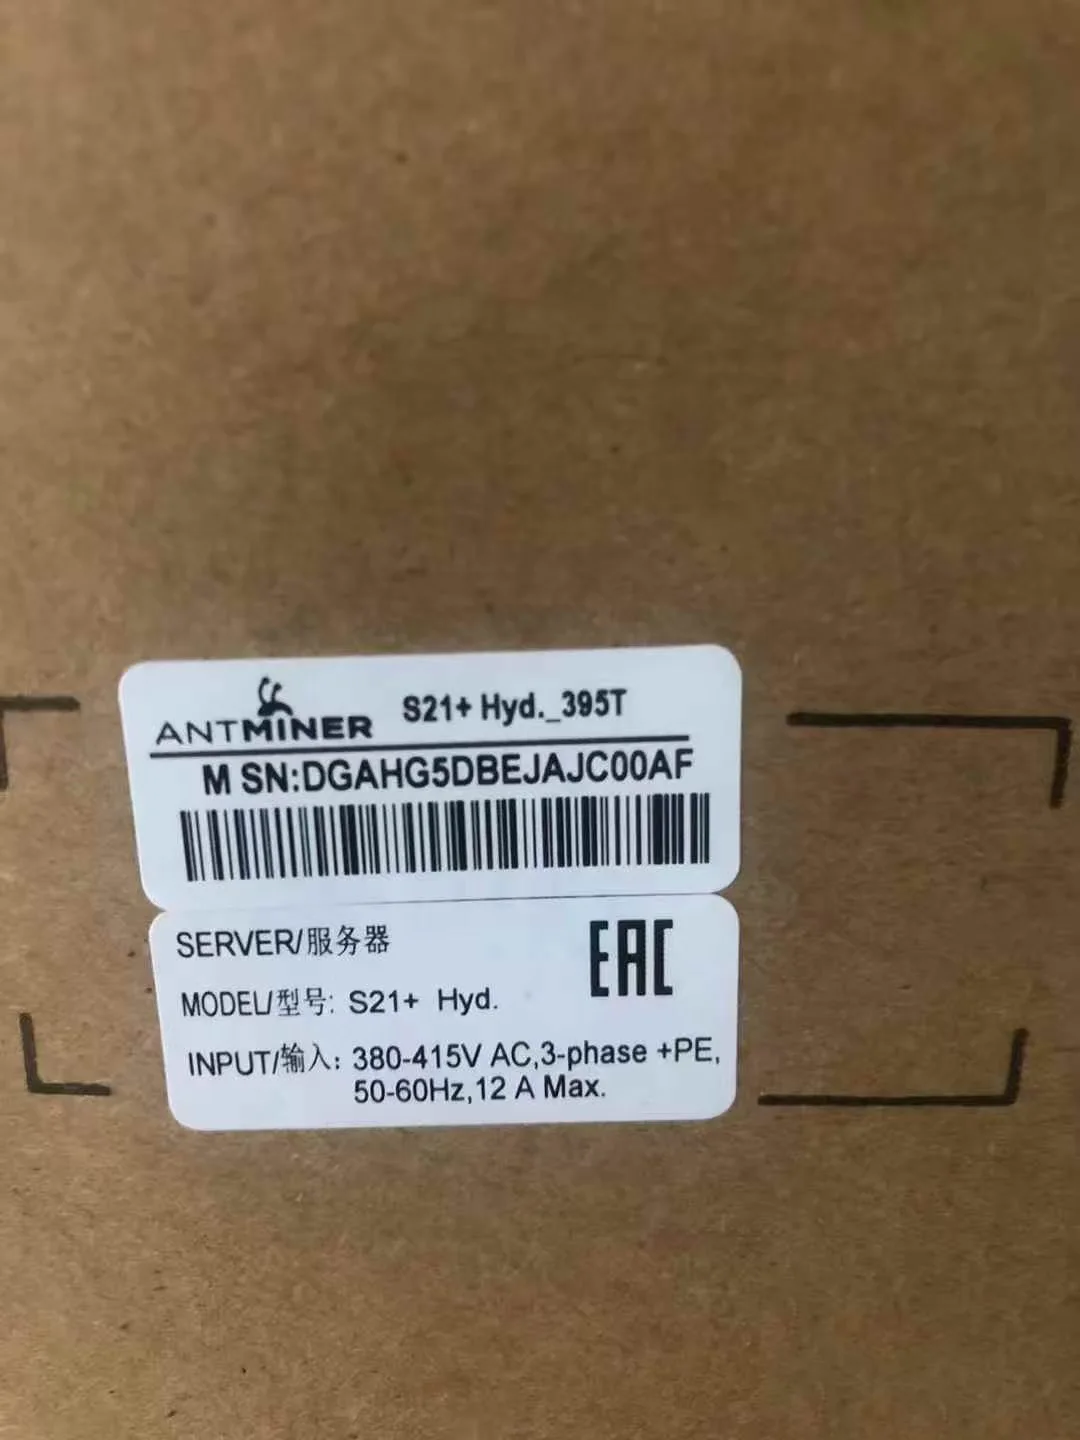 ANTMINER S21+ Hyd._395T
M SN:DGAHG5DBEJAJC00AF
SERVER/服务器
EAC
MODEL/型号: S21+ Hyd.
INPUT/输入: 380-415V AC,3-phase +PE,
50-60Hz,12 A Max.